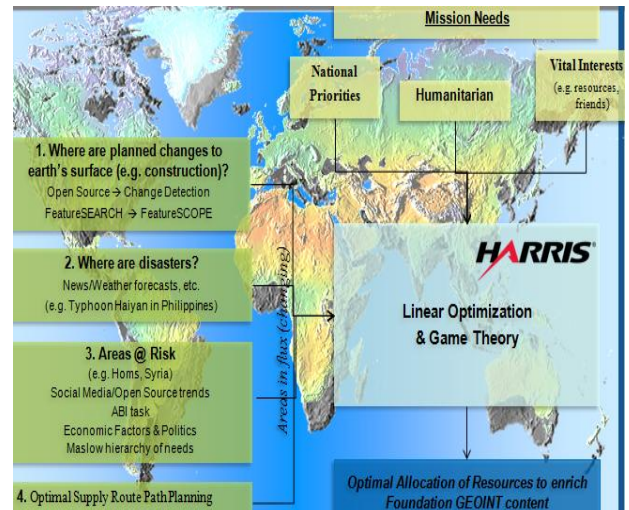 Mission Needs
National
Priorities
Humanitarian
Vital Interests
(e.g. resources,
friends)
1. Where are planned changes to
earth's surface (e.g. construction)?
Open Source → Change Detection
FeatureSEARCH → FeatureSCOPE
2. Where are disasters?
News/Weather forecasts, etc.
(e.g. Typhoon Haiyan in Philippines)
3. Areas @ Risk
(e.g. Homs, Syria)
Social Media/Open Source trends
ABI task
Economic Factors & Politics
Maslow hierarchy of needs
4. Optimal Supply Route Path Planning
Areas in flux (changing)
HARRIS®
Linear Optimization
& Game Theory
Optimal Allocation of Resources to enrich
Foundation GEOINT content